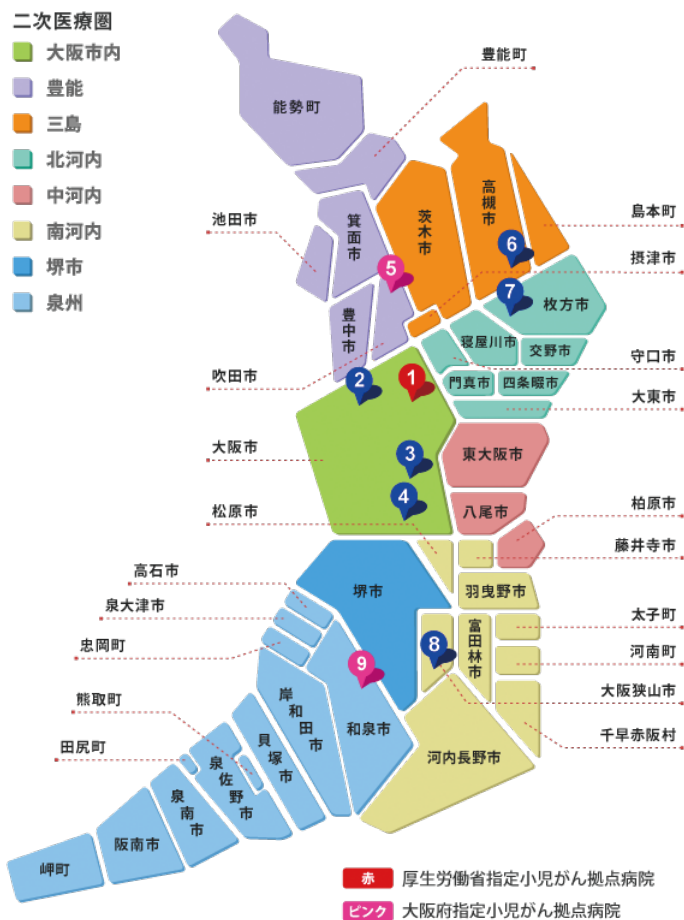 二次医療圏
大阪市内
豊能
三島
北河内
中河内
南河内
堺市
泉州
豊能町
能勢町
池田市
箕面市
茨木市
高槻市
島本町
6
摂津市
5
7
枚方市
豊中市
寝屋川市
交野市
守口市
吹田市
2
1
門真市
四条畷市
大東市
大阪市
3
東大阪市
4
松原市
八尾市
柏原市
藤井寺市
高石市
堺市
羽曳野市
泉大津市
太子町
忠岡町
8
富田林市
河南町
9
大阪狭山市
熊取町
岸和田市
和泉市
千早赤阪村
田尻町
貝塚市
河内長野市
泉佐野市
泉南市
阪南市
岬町
赤 厚生労働省指定小児がん拠点病院
ピンク 大阪府指定小児がん拠点病院